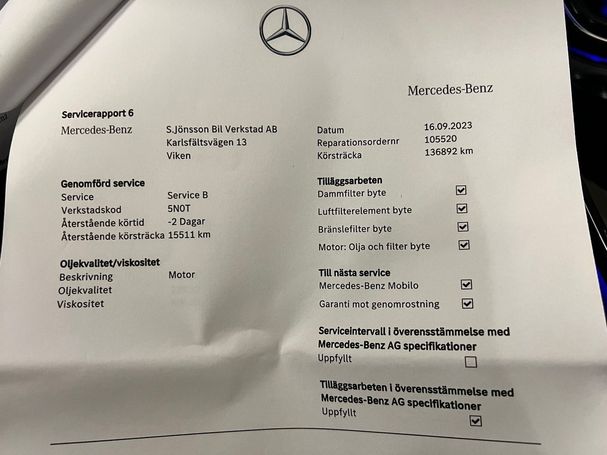 Mercedes-Benz
Servicerapport 6
Mercedes-Benz
S.Jönsson Bil Verkstad AB
Karlsfältsvägen 13
Viken
Datum 16.09.2023
Reparationsordernr 105520
Körsträcka 136892 km
Genomförd service
Service Service B
Verkstadskod 5N0T
Återstående körtid -2 Dagar
Återstående körsträcka 15511 km
Oljekvalitet/viskositet
Beskrivning Motor
Oljekvalitet
Viskositet
Tilläggsarbeten
Dammfilter byte
Luftfilterelement byte
Bränslefilter byte
Motor: Olja och filter byte
Till nästa service
Mercedes-Benz Mobilo
Garanti mot genomrostning
Serviceintervall i överensstämmelse med
Mercedes-Benz AG specifikationer
Uppfyllt
Tilläggsarbeten i överensstämmelse med
Mercedes-Benz AG specifikationer
Uppfyllt